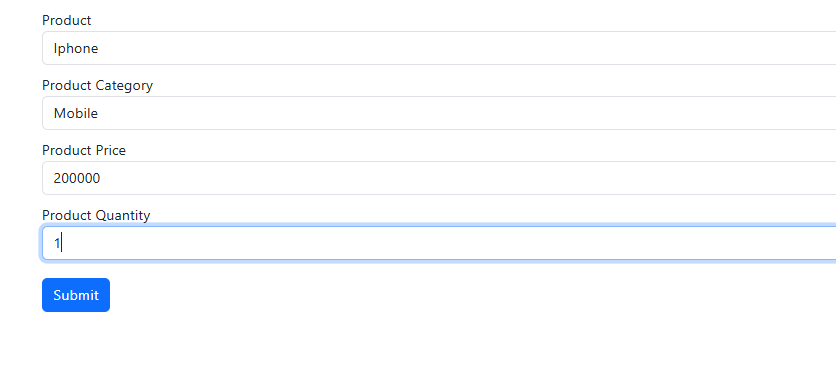 Product
Iphone
Product Category
Mobile
Product Price
200000
Product Quantity
1
Submit